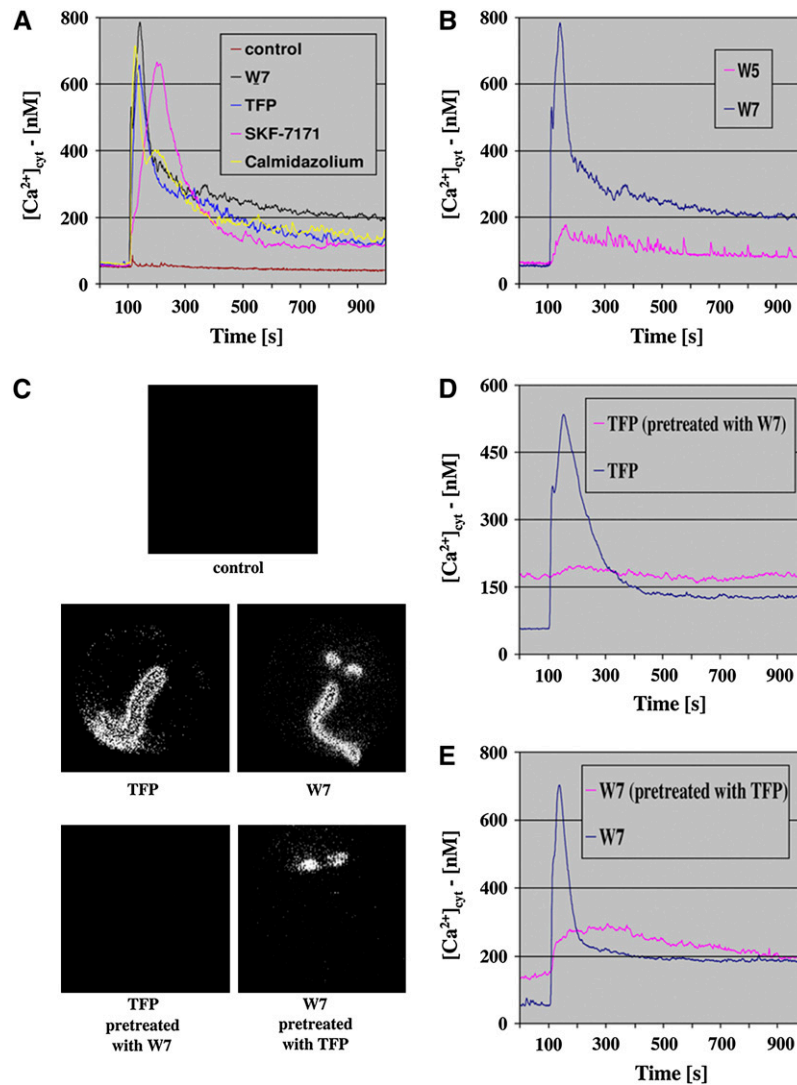 A
800
600
400
200
0
[Ca²⁺]cyt - [nM]
control
W7
TFP
SKF-7171
Calmidazolium
100 300 500 700 900
Time [s]
B
800
600
400
200
0
[Ca²⁺]cyt - [nM]
W5
W7
100 300 500 700 900
Time [s]
C
control
TFP
W7
TFP
pretreated
with W7
W7
pretreated
with TFP
D
600
450
300
150
0
[Ca²⁺]cyt - [nM]
TFP (pretreated with W7)
TFP
100 300 500 700 900
Time [s]
E
800
600
400
200
0
[Ca²⁺]cyt - [nM]
W7 (pretreated with TFP)
W7
100 300 500 700 900
Time [s]